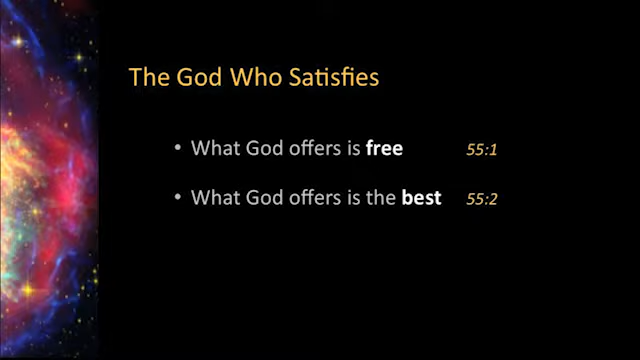 The God Who Satisfies
• What God offers is free 55:1
• What God offers is the best 55:2